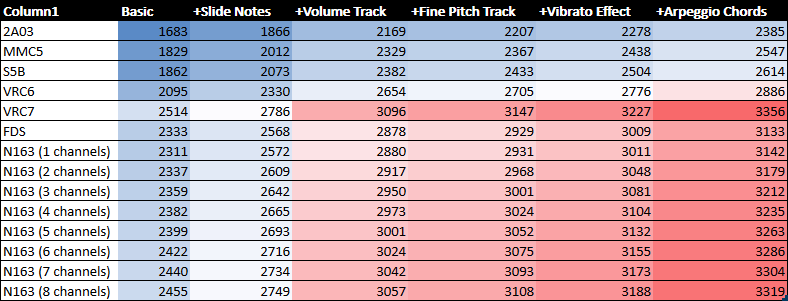 Column1 Basic +Slide Notes +Volume Track +Fine Pitch Track +Vibrato Effect +Arpeggio Chords
2A03 1683 1866 2169 2207 2278 2385
MMC5 1829 2012 2329 2367 2438 2547
S5B 1862 2073 2382 2433 2504 2614
VRC6 2095 2330 2654 2705 2776 2886
VRC7 2514 2786 3096 3147 3227 3356
FDS 2333 2568 2878 2929 3009 3133
N163 (1 channels) 2311 2572 2880 2931 3011 3142
N163 (2 channels) 2337 2609 2917 2968 3048 3179
N163 (3 channels) 2359 2642 2950 3001 3081 3212
N163 (4 channels) 2382 2665 2973 3024 3104 3235
N163 (5 channels) 2399 2693 3001 3052 3132 3263
N163 (6 channels) 2422 2716 3024 3075 3155 3286
N163 (7 channels) 2440 2734 3042 3093 3173 3304
N163 (8 channels) 2455 2749 3057 3108 3188 3319